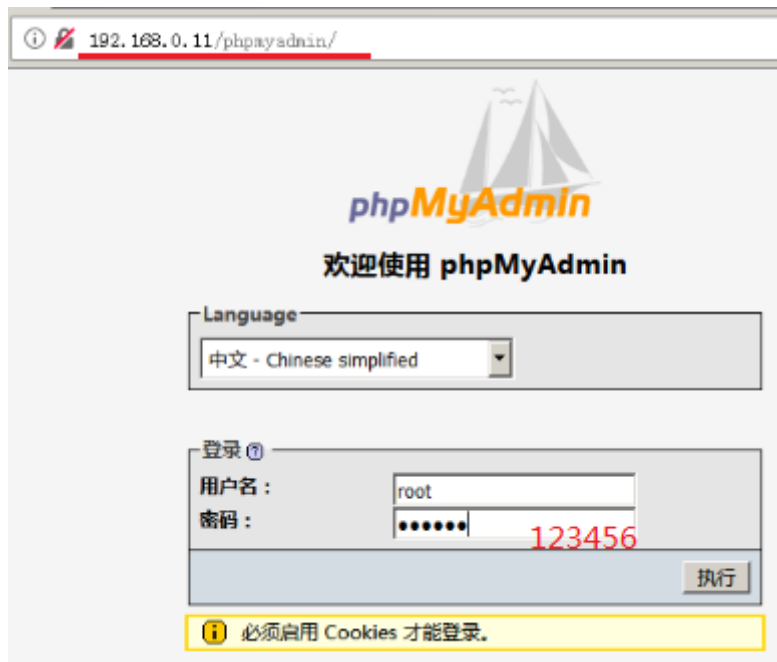 192.168.0.11/phpmyadmin/
phpMyAdmin
欢迎使用 phpMyAdmin
Language
中文 - Chinese simplified
登录
用户名：
root
密码：
••••••
123456
执行
必须启用 Cookies 才能登录。